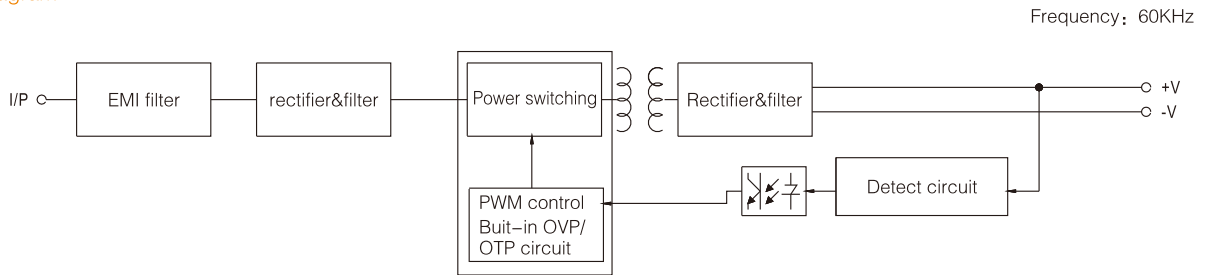 Frequency：60KHz
I/P
EMI filter
rectifier&filter
Power switching
Rectifier&filter
+V
-V
PWM control
Buit-in OVP/
OTP circuit
Detect circuit